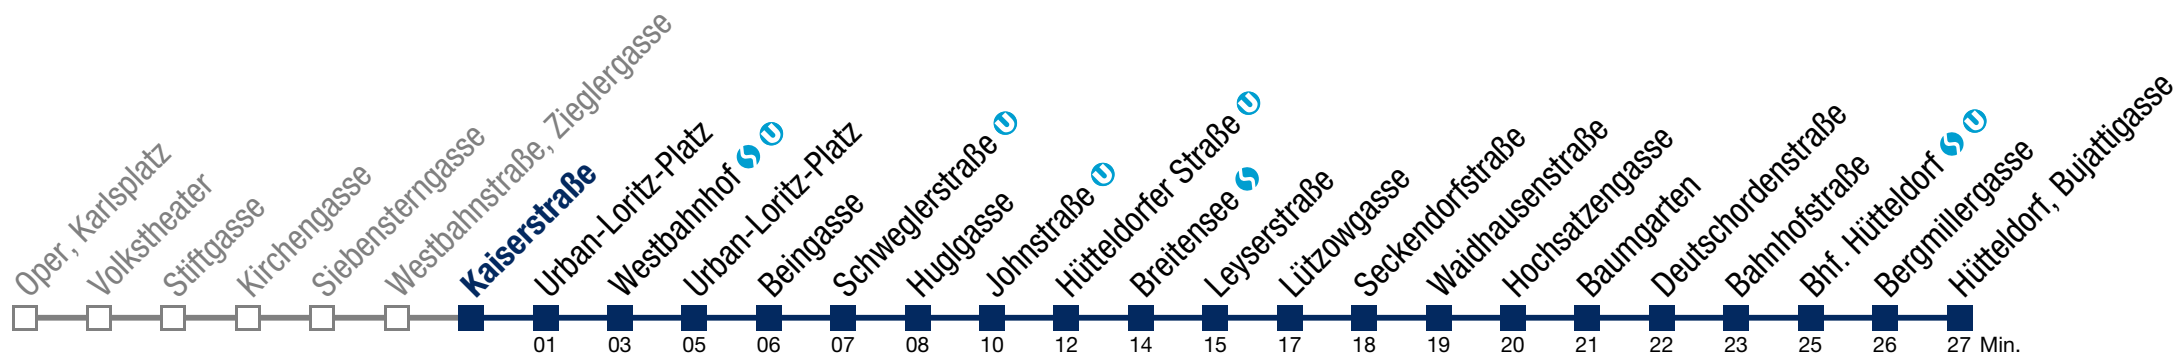 Oper, Karlsplatz
Volkstheater
Stiftgasse
Kirchengasse
Siebensterngasse
Westbahnstraße, Zieglergasse
Kaiserstraße
Urban-Loritz-Platz
Westbahnhof
Urban-Loritz-Platz
Beingasse
Schweglerstraße
Huglgasse
Johnstraße
Hütteldorfer Straße
Breitensee
Leyserstraße
Lützowgasse
Seckendorfstraße
Waidhausenstraße
Hochsatzengasse
Baumgarten
Deutschordenstraße
Bahnhofstraße
Bhf. Hütteldorf
Bergmillergasse
Hütteldorf, Bujattigasse
01 03 05 06 07 08 10 12 14 15 17 18 19 20 21 22 23 25 26 27 Min.